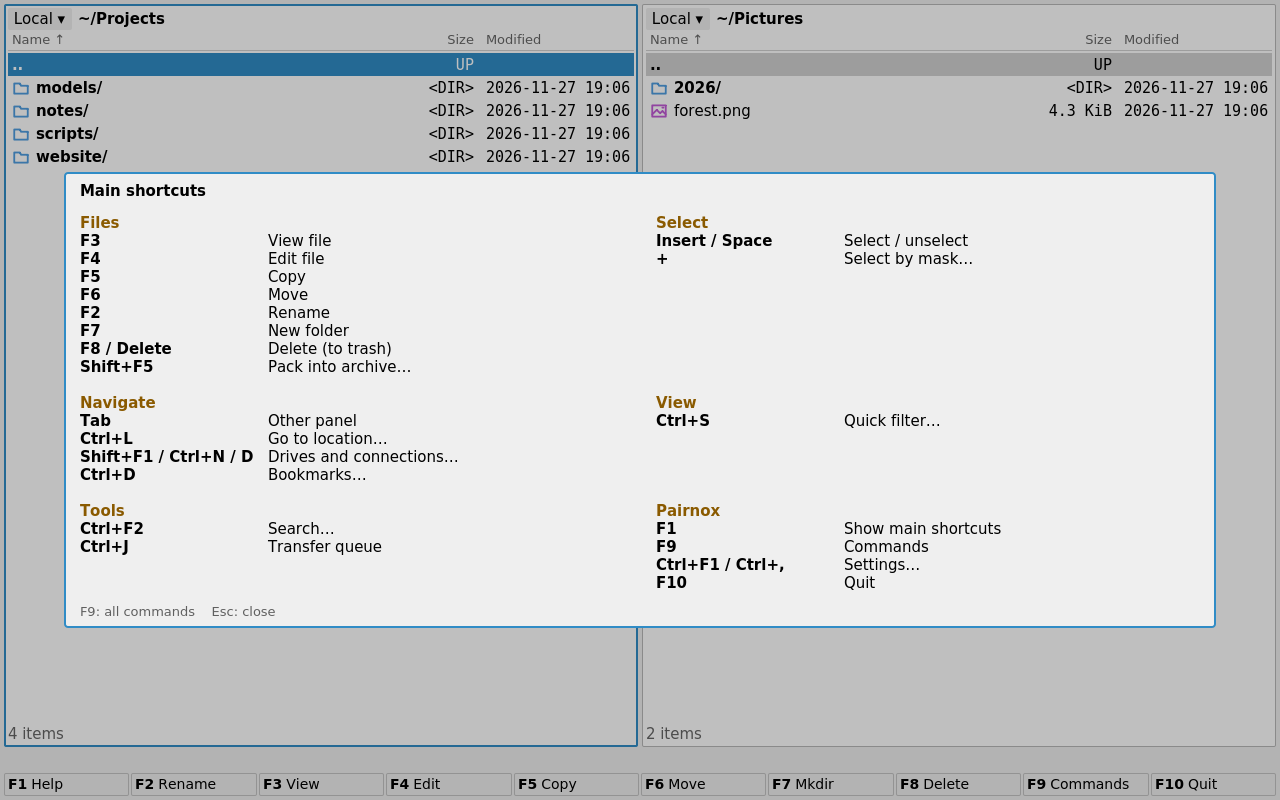 Local ▾ ~/Projects
Name ↑ Size Modified
.. UP
models/ <DIR> 2026-11-27 19:06
notes/ <DIR> 2026-11-27 19:06
scripts/ <DIR> 2026-11-27 19:06
website/ <DIR> 2026-11-27 19:06
4 items
Local ▾ ~/Pictures
Name ↑ Size Modified
.. UP
2026/ <DIR> 2026-11-27 19:06
forest.png 4.3 KiB 2026-11-27 19:06
2 items
Main shortcuts
Files
F3 View file
F4 Edit file
F5 Copy
F6 Move
F2 Rename
F7 New folder
F8 / Delete Delete (to trash)
Shift+F5 Pack into archive…
Select
Insert / Space Select / unselect
+ Select by mask…
Navigate
Tab Other panel
Ctrl+L Go to location…
Shift+F1 / Ctrl+N / D Drives and connections…
Ctrl+D Bookmarks…
View
Ctrl+S Quick filter…
Tools
Ctrl+F2 Search…
Ctrl+J Transfer queue
Pairnox
F1 Show main shortcuts
F9 Commands
Ctrl+F1 / Ctrl+, Settings…
F10 Quit
F9: all commands Esc: close
F1 Help F2 Rename F3 View F4 Edit F5 Copy F6 Move F7 Mkdir F8 Delete F9 Commands F10 Quit